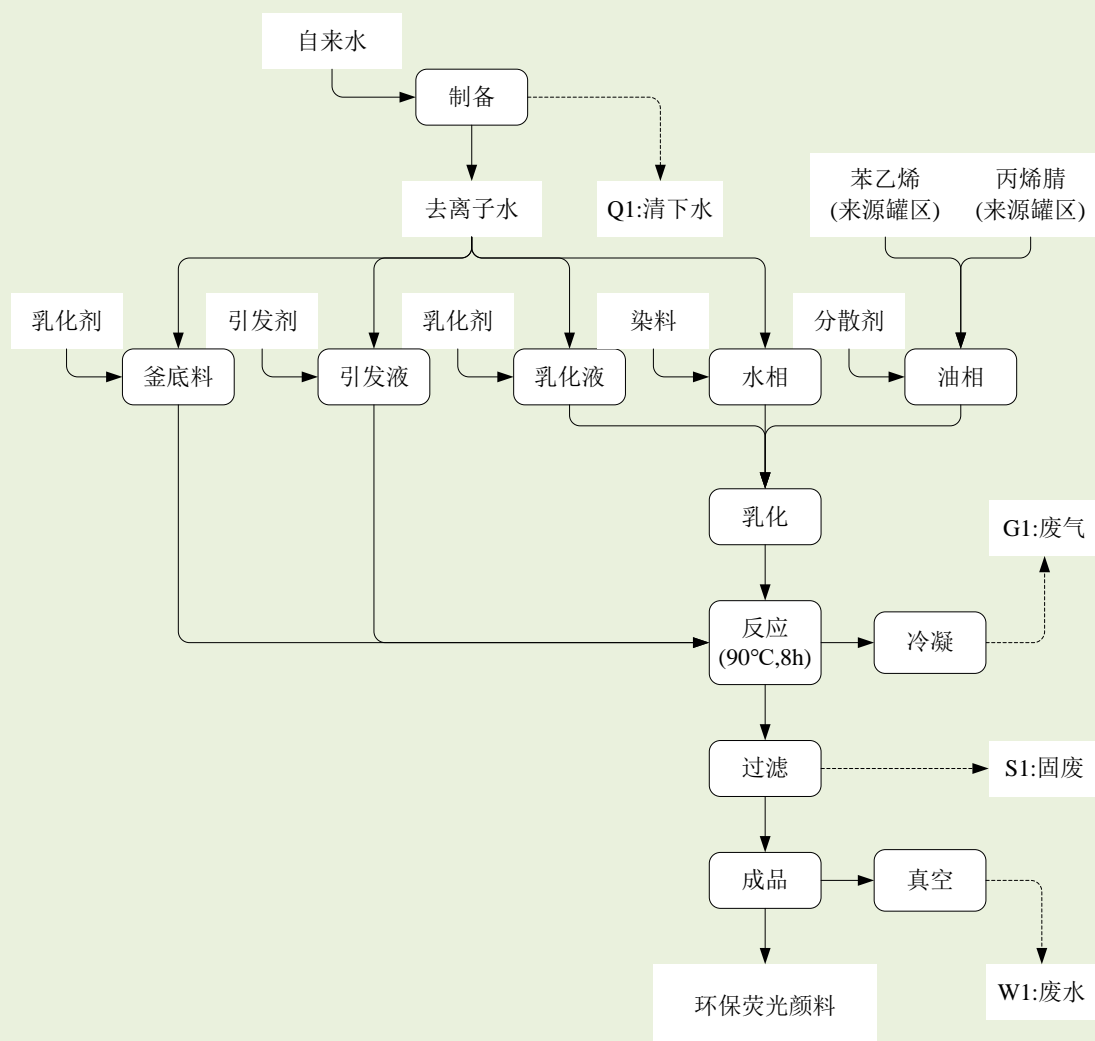 自来水
制备
去离子水
Q1:清下水
苯乙烯
(来源罐区)
丙烯腈
(来源罐区)
乳化剂
引发剂
乳化剂
染料
分散剂
釜底料
引发液
乳化液
水相
油相
乳化
G1:废气
反应
(90℃,8h)
冷凝
过滤
S1:固废
成品
真空
环保荧光颜料
W1:废水